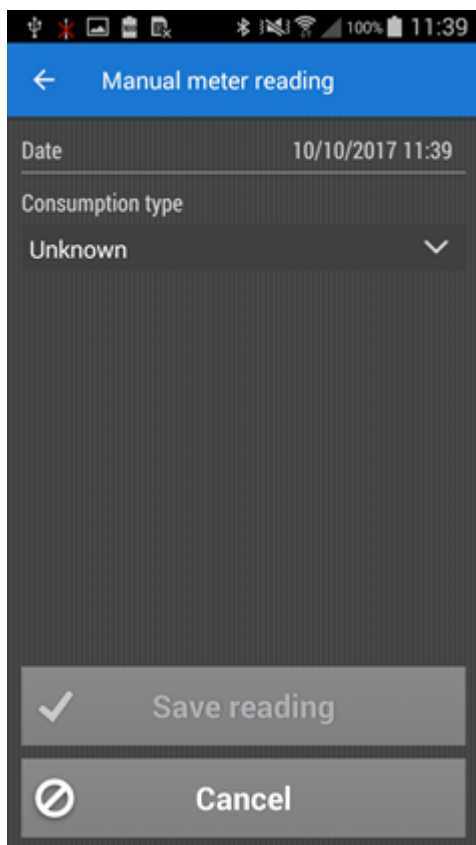 100% 11:39
Manual meter reading
Date 10/10/2017 11:39
Consumption type
Unknown
Save reading
Cancel